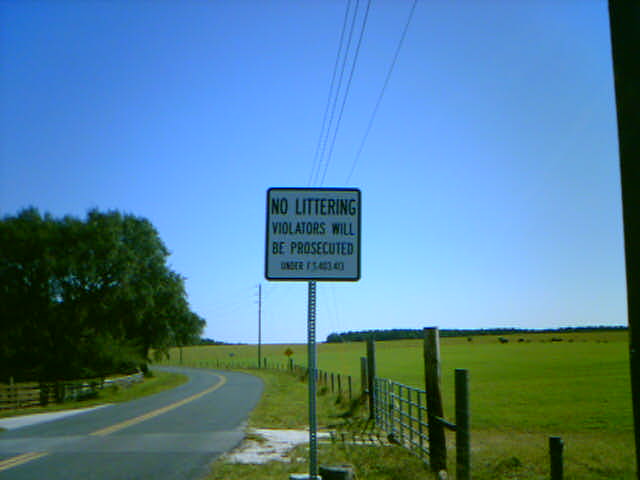 NO LITTERING
VIOLATORS WILL
BE PROSECUTED
UNDER F.S.403.413